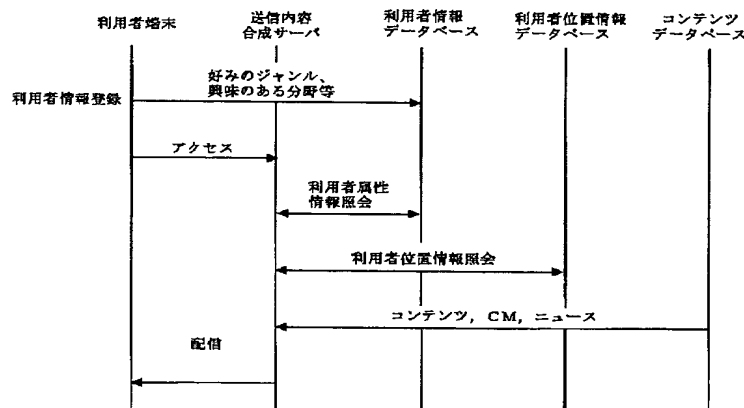 利用者端末
送信内容
合成サーバ
利用者情報
データベース
利用者位置情報
データベース
コンテンツ
データベース
利用者情報登録
好みのジャンル、
興味のある分野等
アクセス
利用者属性
情報照会
利用者位置情報照会
コンテンツ，CM，ニュース
配信